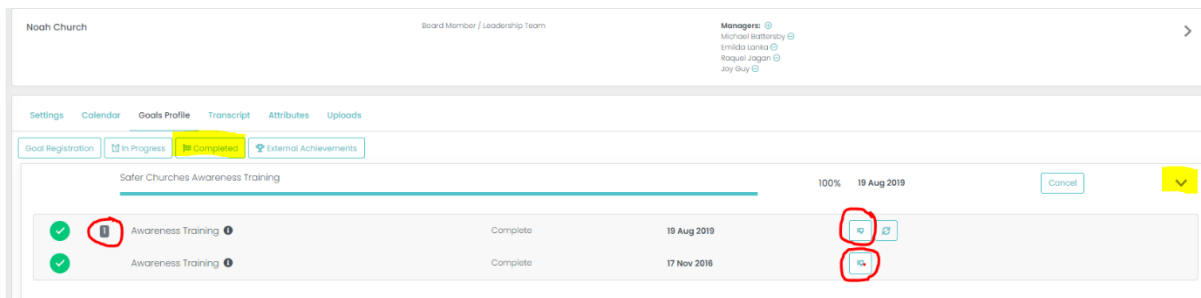 Noah Church
Board Member / Leadership Team
Managers:
Michael Battersby
Emilda Lanka
Raquel Jagan
Joy Guy
Settings Calendar Goals Profile Transcript Attributes Uploads
Goal Registration In Progress Completed External Achievements
Safer Churches Awareness Training 100% 19 Aug 2019 Cancel
1 Awareness Training Complete 19 Aug 2019
Awareness Training Complete 17 Nov 2016